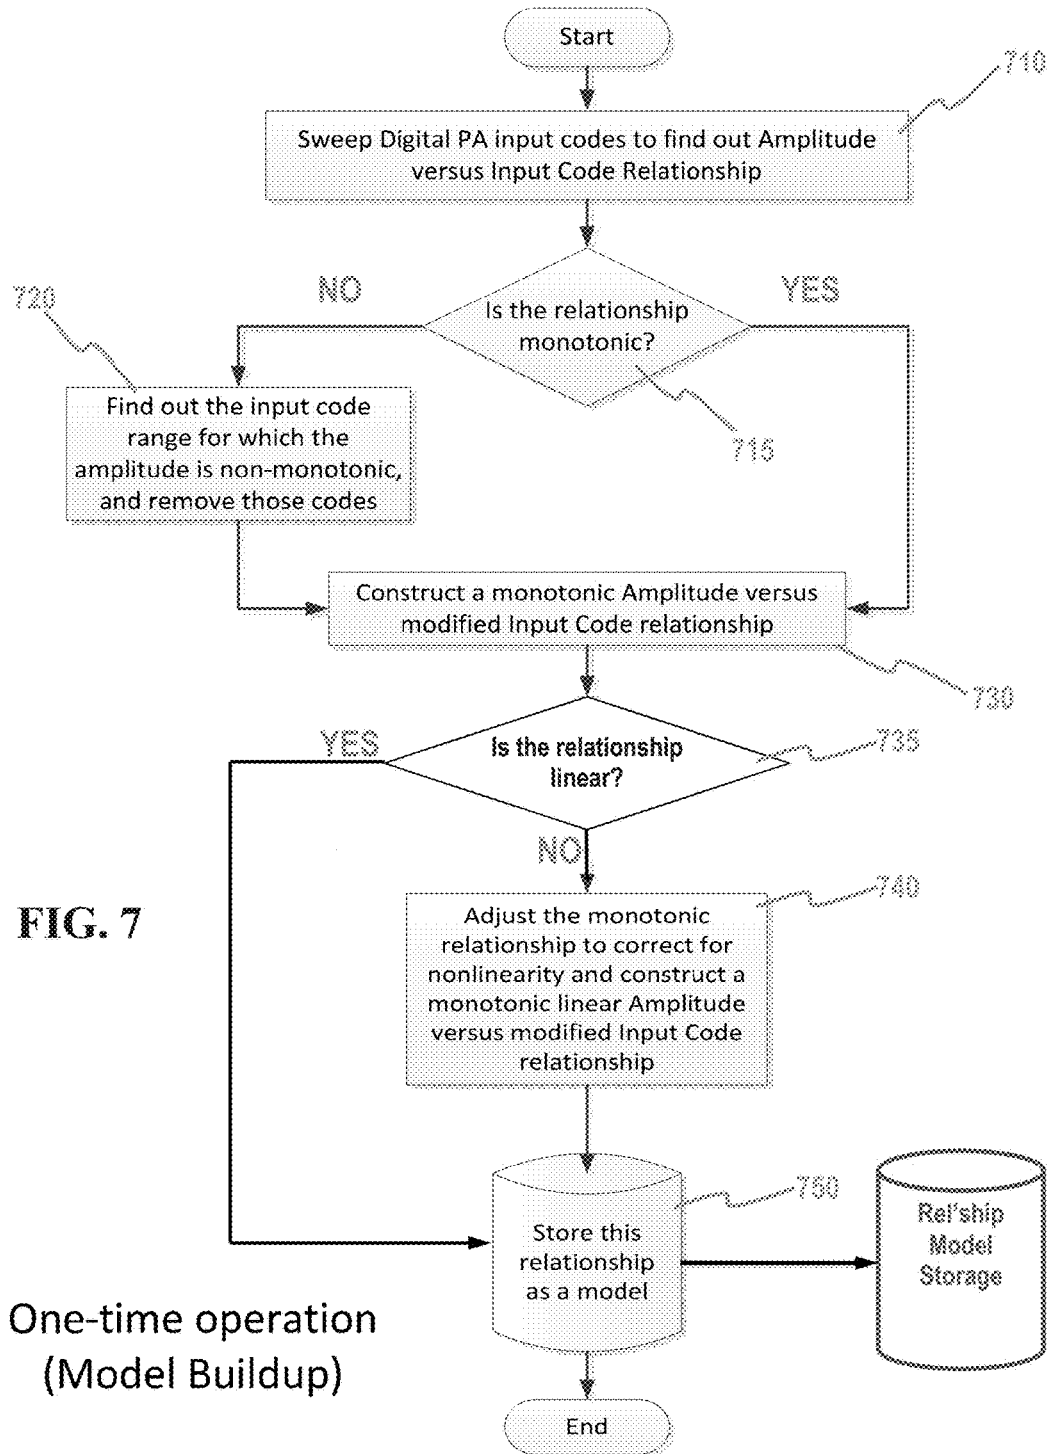 Start
710
Sweep Digital PA input codes to find out Amplitude
versus Input Code Relationship
NO
YES
720
Is the relationship
monotonic?
715
Find out the input code
range for which the
amplitude is non-monotonic,
and remove those codes
Construct a monotonic Amplitude versus
modified Input Code relationship
730
YES
Is the relationship
linear?
735
NO
740
FIG. 7
Adjust the monotonic
relationship to correct for
nonlinearity and construct a
monotonic linear Amplitude
versus modified Input Code
relationship
750
Store this
relationship
as a model
Rel'ship
Model
Storage
One-time operation
(Model Buildup)
End